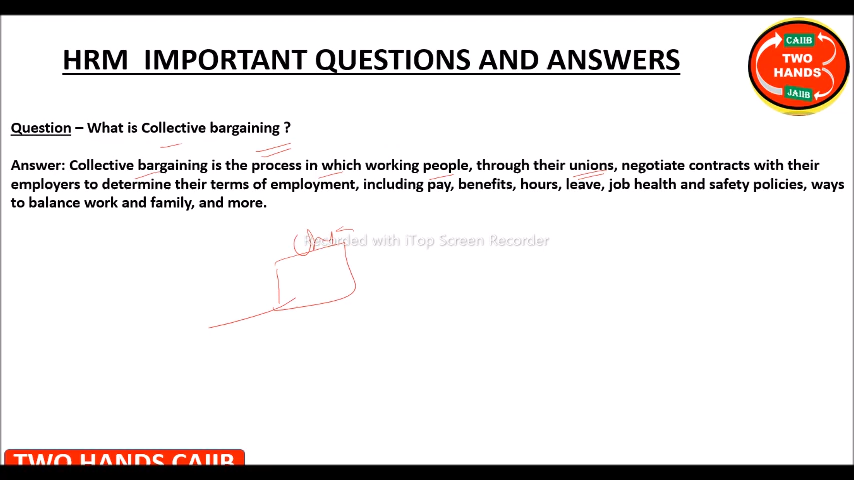 HRM IMPORTANT QUESTIONS AND ANSWERS
CAIIB
TWO
HANDS
JAIIB
Question – What is Collective bargaining ?
Answer: Collective bargaining is the process in which working people, through their unions, negotiate contracts with their
employers to determine their terms of employment, including pay, benefits, hours, leave, job health and safety policies, ways
to balance work and family, and more.
Recorded with iTop Screen Recorder
TWO HANDS CAIIB